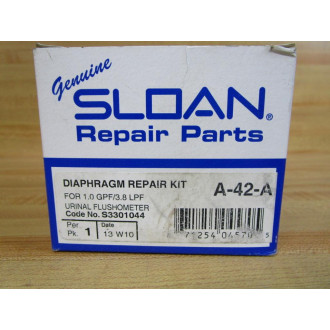 Genuine
SLOAN®
Repair Parts
DIAPHRAGM REPAIR KIT
A-42-A
FOR 1.0 GPF/3.8 LPF
URINAL FLUSHOMETER
Code No. S3301044
Per Pk. 1 Date 13 W10